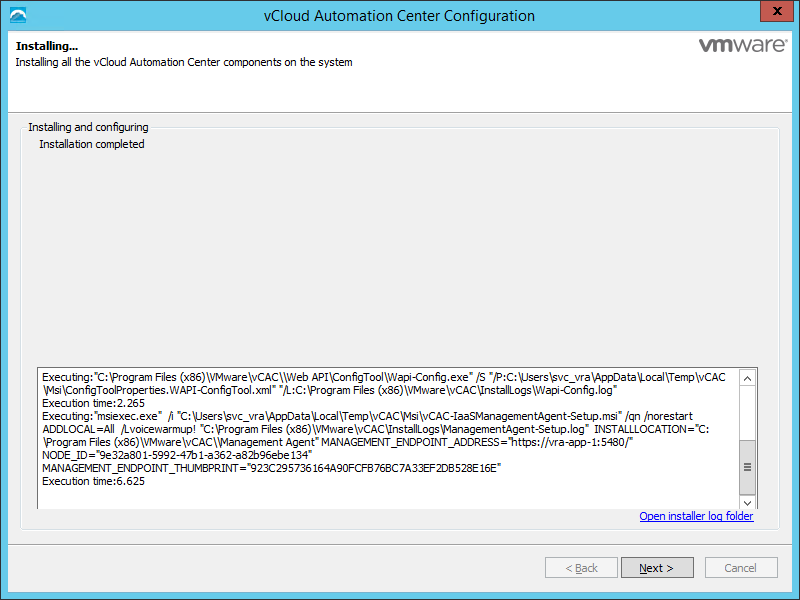 vCloud Automation Center Configuration
x
Installing...
vmware
Installing all the vCloud Automation Center components on the system
Installing and configuring
Installation completed
Executing:"C:\Program Files (x86)\VMware\vCAC\\Web API\ConfigTool\Wapi-Config.exe" /S "/P:C:\Users\svc_vra\AppData\Local\Temp\vCAC
\Msi\ConfigToolProperties.WAPI-ConfigTool.xml" "/L:C:\Program Files (x86)\VMware\vCAC\InstallLogs\Wapi-Config.log"
Execution time:2.265
Executing:"msiexec.exe"  /i "C:\Users\svc_vra\AppData\Local\Temp\vCAC\Msi\vCAC-IaaSManagementAgent-Setup.msi" /qn /norestart
ADDLOCAL=All  /Lvoicewarmup! "C:\Program Files (x86)\VMware\vCAC\InstallLogs\ManagementAgent-Setup.log"  INSTALLLOCATION="C:
\Program Files (x86)\VMware\vCAC\\Management Agent" MANAGEMENT_ENDPOINT_ADDRESS="https://vra-app-1:5480/"
NODE_ID="9e32a801-5992-47b1-a362-a82b96ebe134"
MANAGEMENT_ENDPOINT_THUMBPRINT="923C295736164A90FCFB76BC7A33EF2DB528E16E"
Execution time:6.625
Open installer log folder
< Back
Next >
Cancel